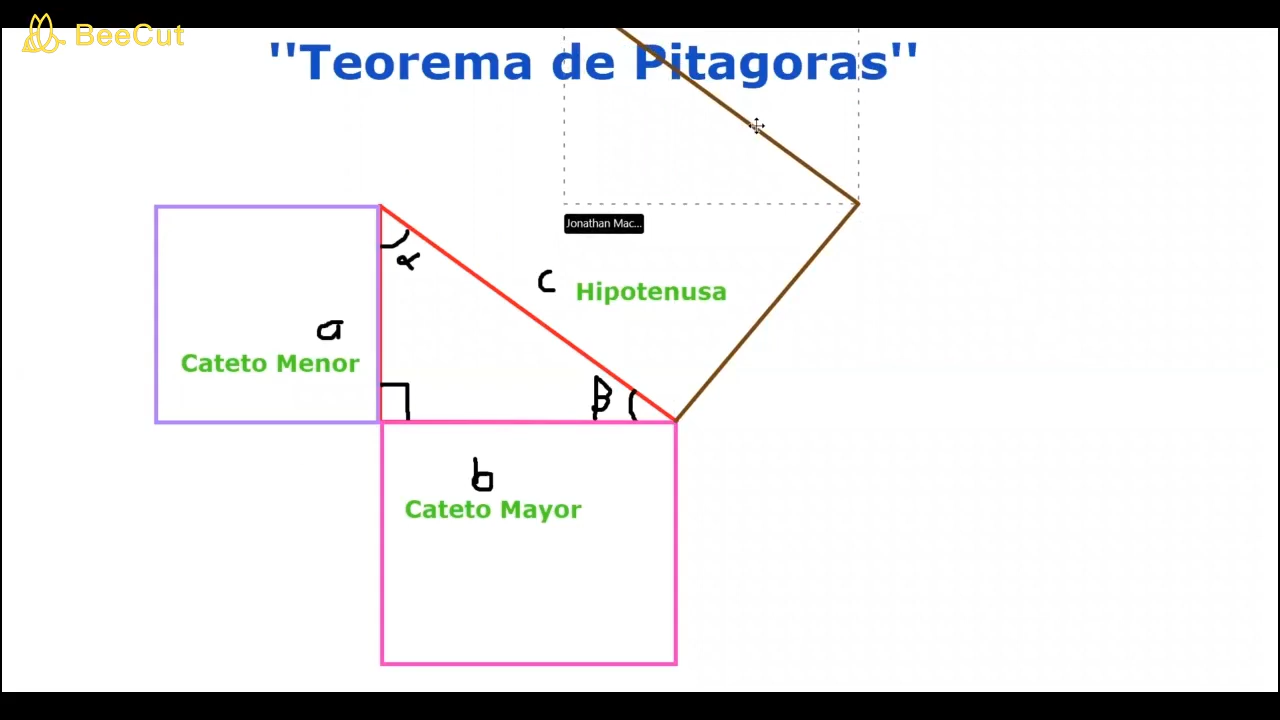 BeeCut
''Teorema de Pitagoras''
Jonathan Mac...
α
c Hipotenusa
a
Cateto Menor
B
b
Cateto Mayor